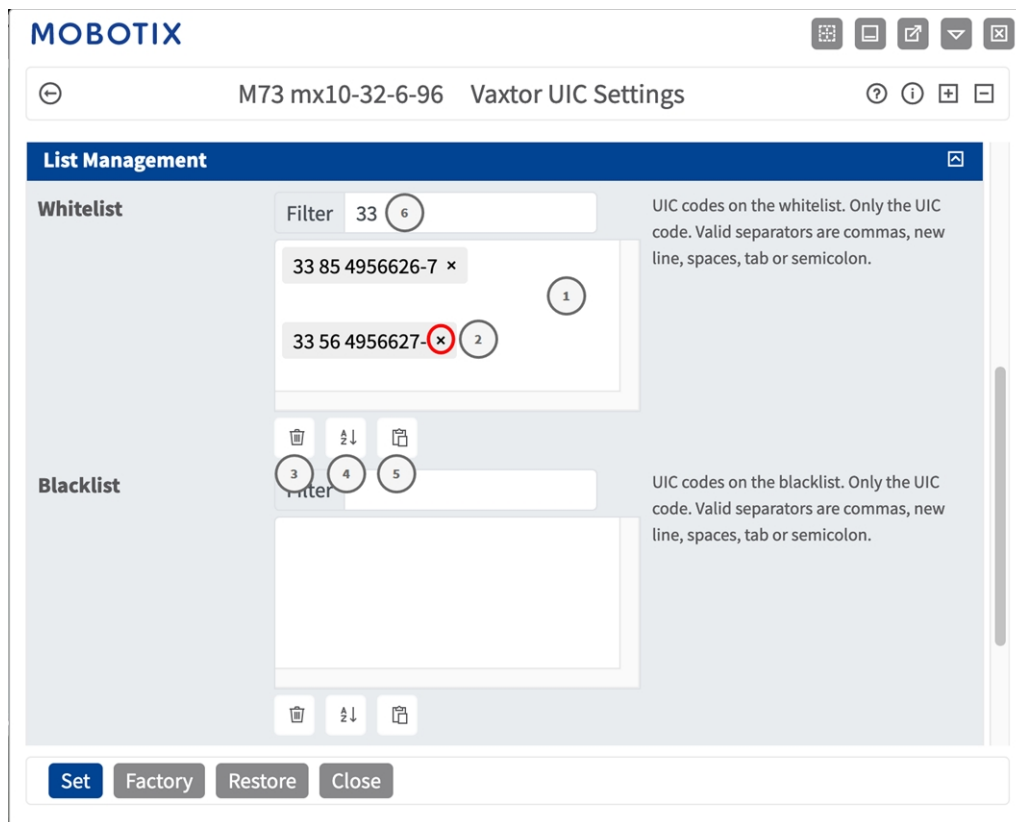 MOBOTIX
M73 mx10-32-6-96 Vaxtor UIC Settings
List Management
Whitelist
Filter 33 6
UIC codes on the whitelist. Only the UIC
code. Valid separators are commas, new
line, spaces, tab or semicolon.
33 85 4956626-7 ×
1
33 56 4956627- × 2
3 4 5
Blacklist
Filter
UIC codes on the blacklist. Only the UIC
code. Valid separators are commas, new
line, spaces, tab or semicolon.
Set Factory Restore Close